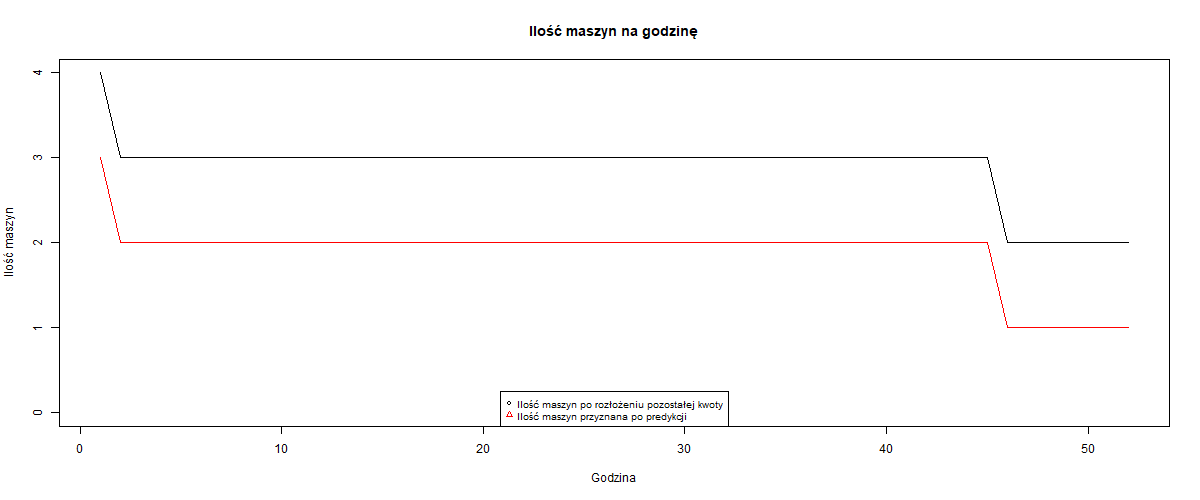 Ilość maszyn na godzinę
Ilość maszyn
4
3
2
1
0
Ilość maszyn po rozłożeniu pozostałej kwoty
Ilość maszyn przyznana po predykcji
0 10 20 30 40 50
Godzina